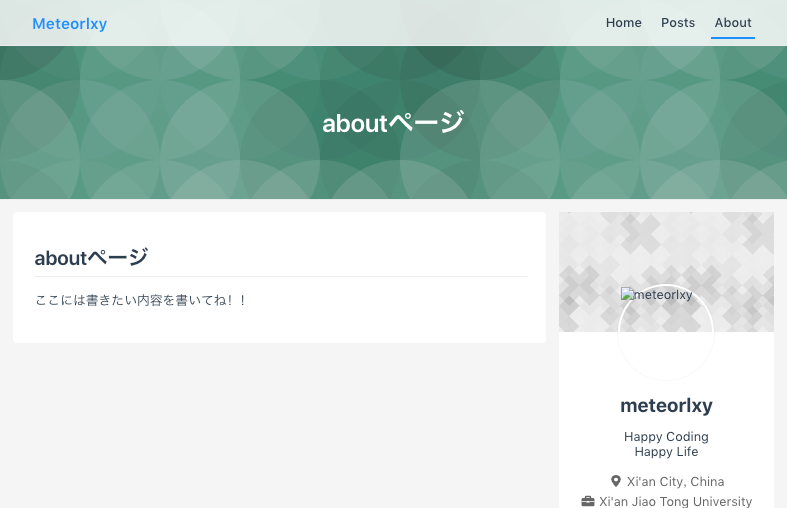 Meteorlxy
Home Posts About
aboutページ
aboutページ
ここには書きたい内容を書いてね！！
meteorlxy
meteorlxy
Happy Coding
Happy Life
Xi'an City, China
Xi'an Jiao Tong University